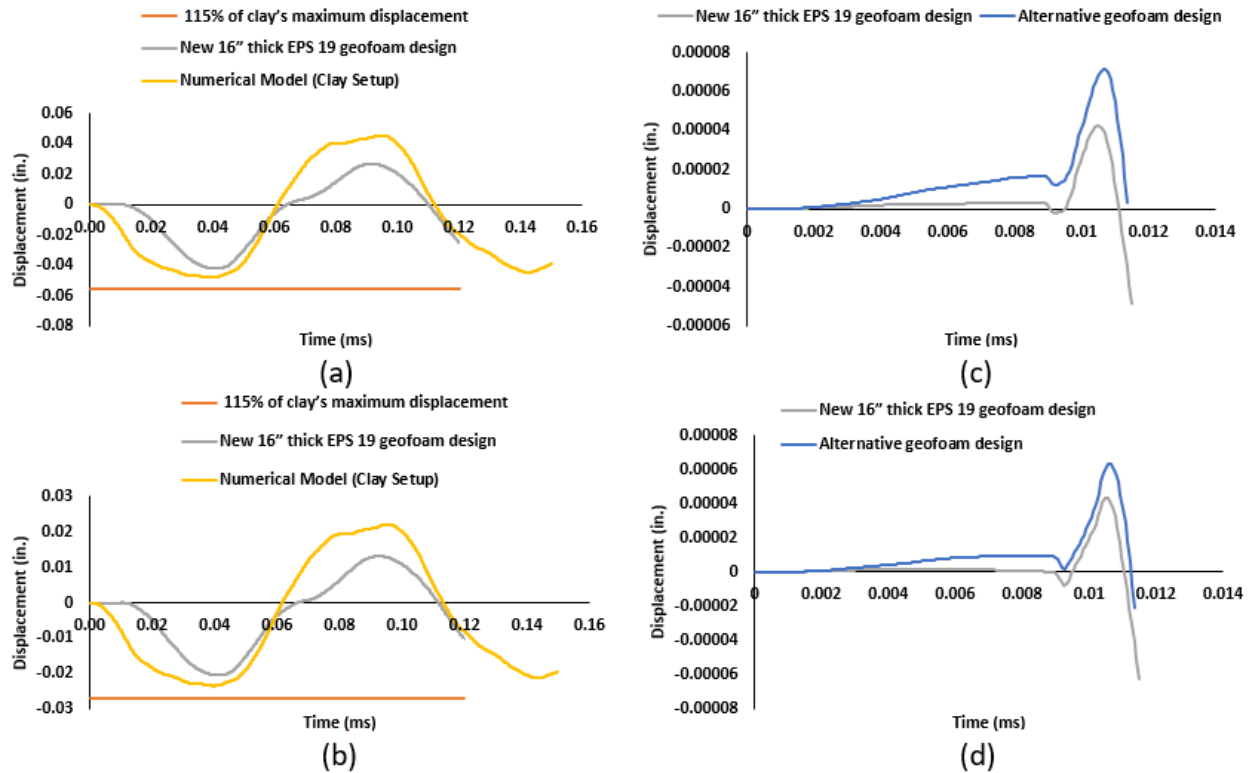 115% of clay’s maximum displacement
New 16” thick EPS 19 geofoam design
Numerical Model (Clay Setup)
0.06
0.04
0.02
0
-0.02
-0.04
-0.06
-0.08
0.00 0.02 0.04 0.06 0.08 0.10 0.12 0.14 0.16
Displacement (in.)
Time (ms)
(a)
115% of clay’s maximum displacement
New 16” thick EPS 19 geofoam design
Numerical Model (Clay Setup)
0.03
0.02
0.01
0
-0.01
-0.02
-0.03
0.00 0.02 0.04 0.06 0.08 0.10 0.12 0.14 0.16
Displacement (in.)
Time (ms)
(b)
New 16” thick EPS 19 geofoam design Alternative geofoam design
0.00008
0.00006
0.00004
0.00002
0
-0.00002
-0.00004
-0.00006
0 0.002 0.004 0.006 0.008 0.01 0.012 0.014
Displacement (in.)
Time (ms)
(c)
New 16” thick EPS 19 geofoam design
Alternative geofoam design
0.00008
0.00006
0.00004
0.00002
0
-0.00002
-0.00004
-0.00006
-0.00008
0 0.002 0.004 0.006 0.008 0.01 0.012 0.014
Displacement (in.)
Time (ms)
(d)